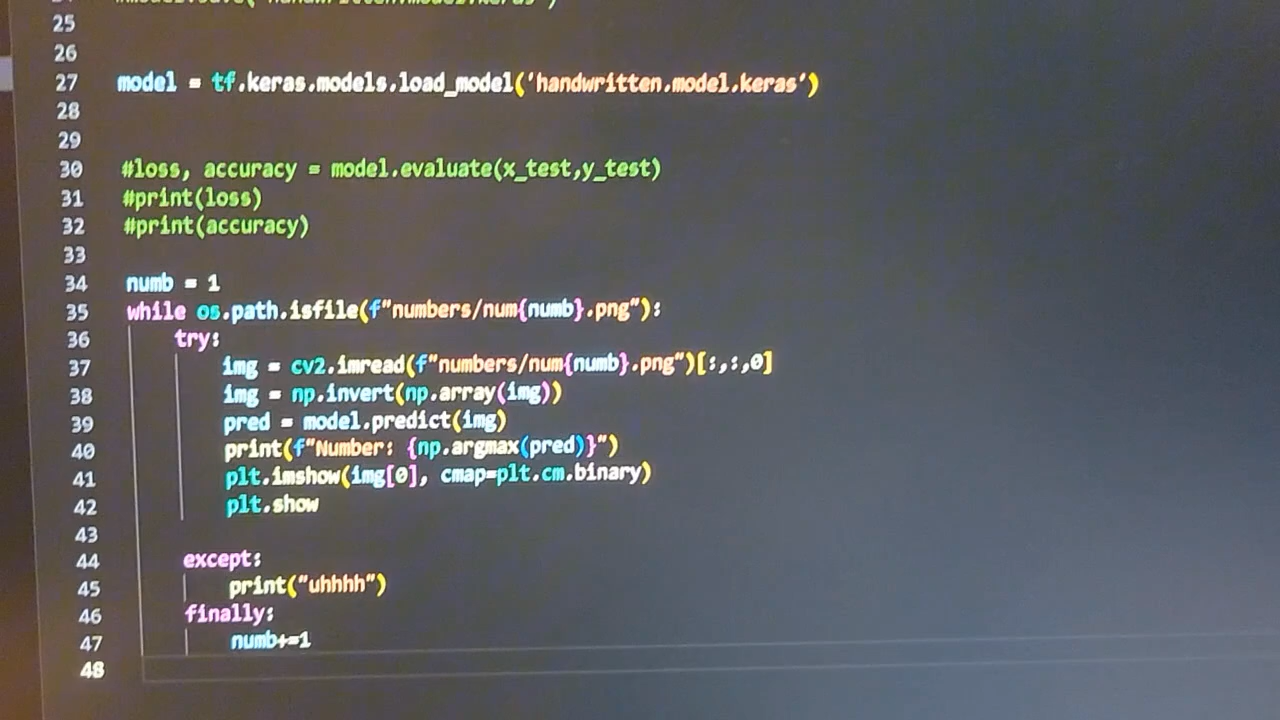 25
26
27 model = tf.keras.models.load_model('handwritten.model.keras')
28
29
30 #loss, accuracy = model.evaluate(x_test,y_test)
31 #print(loss)
32 #print(accuracy)
33
34 numb = 1
35 while os.path.isfile(f"numbers/num{numb}.png"):
36     try:
37         img = cv2.imread(f"numbers/num{numb}.png")[:,:,0]
38         img = np.invert(np.array(img))
39         pred = model.predict(img)
40         print(f"Number: {np.argmax(pred)}")
41         plt.imshow(img[0], cmap=plt.cm.binary)
42         plt.show
43
44     except:
45         print("uhhhh")
46     finally:
47         numb+=1
48